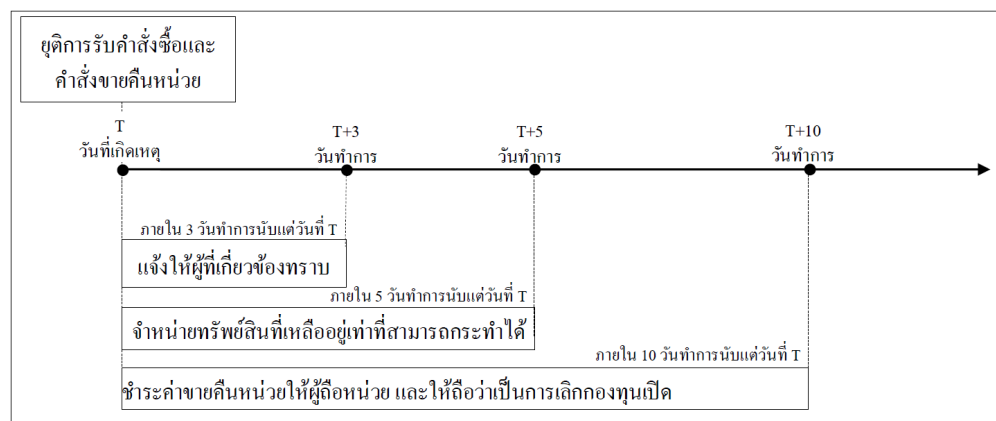 ยุติการรับคำสั่งซื้อและ
คำสั่งขายคืนหน่วย
T
วันที่เกิดเหตุ
T+3
วันทำการ
T+5
วันทำการ
T+10
วันทำการ
ภายใน 3 วันทำการนับแต่วันที่ T
แจ้งให้ผู้ที่เกี่ยวข้องทราบ
ภายใน 5 วันทำการนับแต่วันที่ T
จำหน่ายทรัพย์สินที่เหลืออยู่เท่าที่สามารถกระทำได้
ภายใน 10 วันทำการนับแต่วันที่ T
ชำระค่าขายคืนหน่วยให้ผู้ถือหน่วย และให้ถือว่าเป็นการเลิกกองทุนเปิด